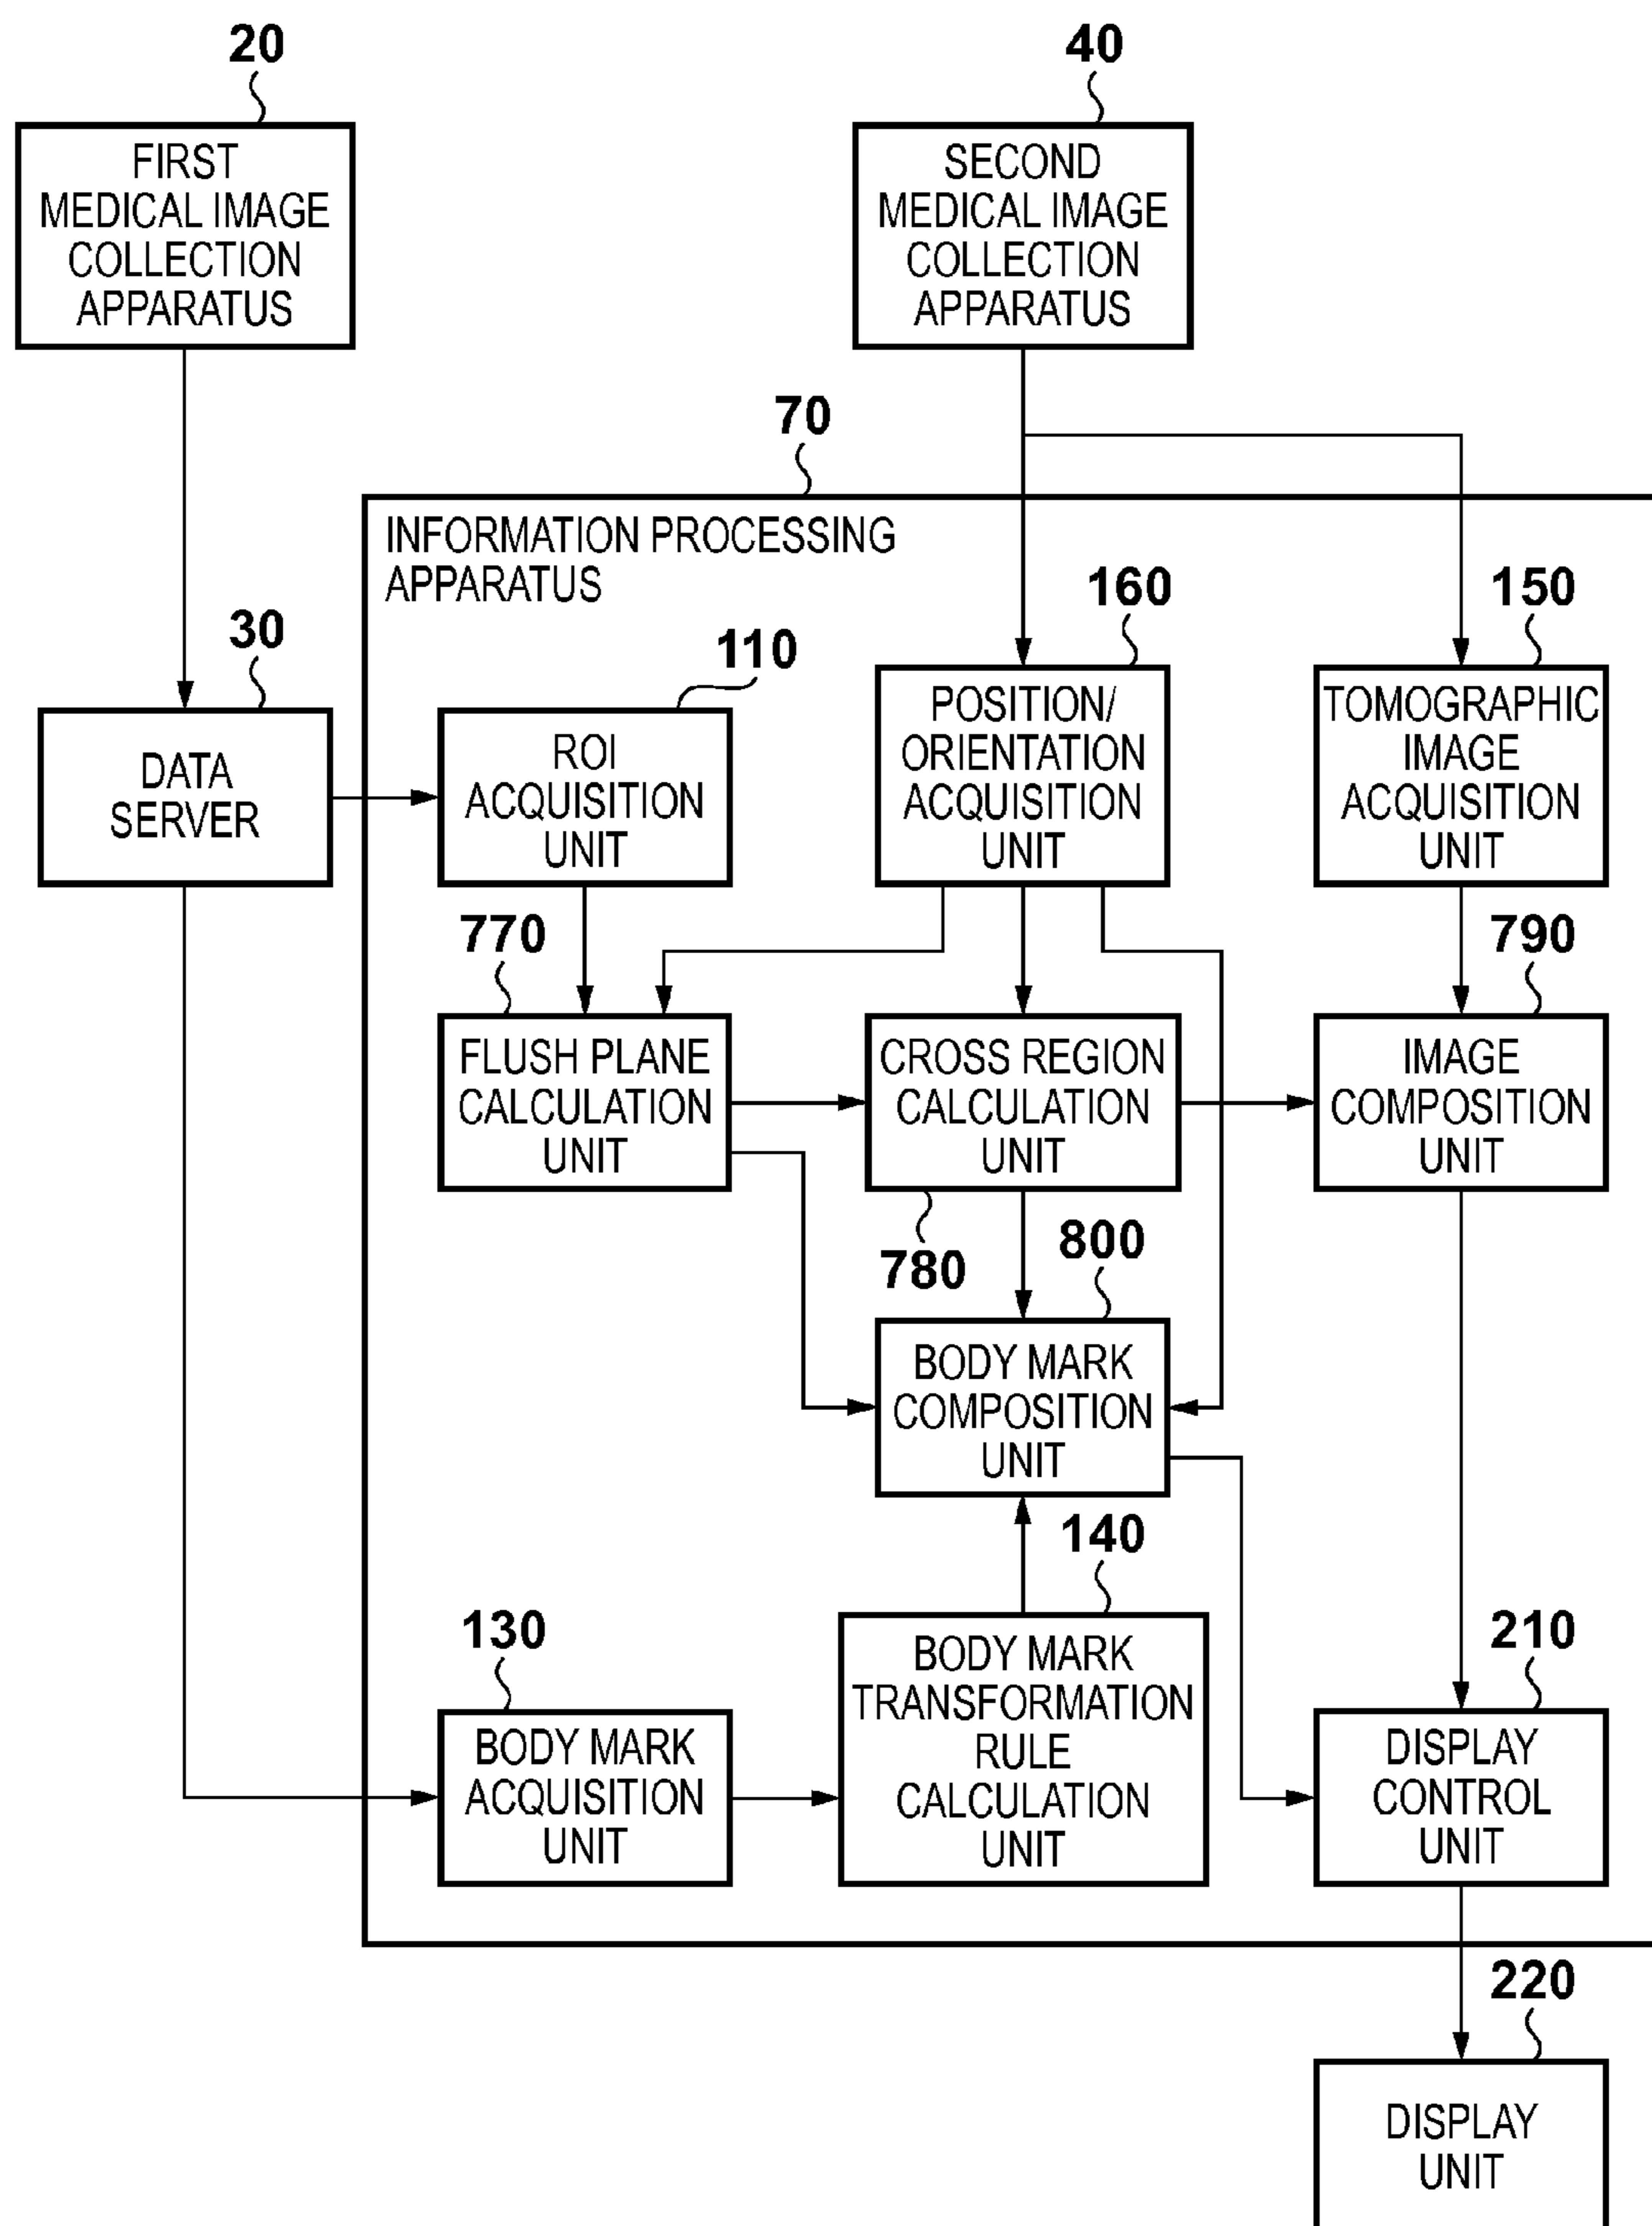 20
40
FIRST
MEDICAL IMAGE
COLLECTION
APPARATUS
SECOND
MEDICAL IMAGE
COLLECTION
APPARATUS
70
INFORMATION PROCESSING
APPARATUS
30
110
160
150
DATA
SERVER
ROI
ACQUISITION
UNIT
POSITION/
ORIENTATION
ACQUISITION
UNIT
TOMOGRAPHIC
IMAGE
ACQUISITION
UNIT
770
790
FLUSH PLANE
CALCULATION
UNIT
CROSS REGION
CALCULATION
UNIT
IMAGE
COMPOSITION
UNIT
780
800
BODY MARK
COMPOSITION
UNIT
140
130
210
BODY MARK
ACQUISITION
UNIT
BODY MARK
TRANSFORMATION
RULE
CALCULATION
UNIT
DISPLAY
CONTROL
UNIT
220
DISPLAY
UNIT